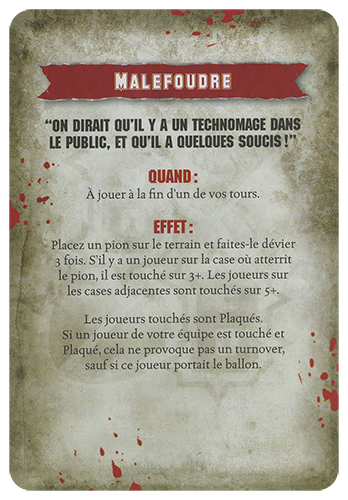 MALEFOUDRE
“ON DIRAIT QU'IL Y A UN TECHNOMAGE DANS
LE PUBLIC, ET QU'IL A QUELQUES SOUCIS !”
QUAND :
À jouer à la fin d'un de vos tours.
EFFET :
Placez un pion sur le terrain et faites-le dévier
3 fois. S'il y a un joueur sur la case où atterrit
le pion, il est touché sur 3+. Les joueurs sur
les cases adjacentes sont touchés sur 5+.
Les joueurs touchés sont Plaqués.
Si un joueur de votre équipe est touché et
Plaqué, cela ne provoque pas un turnover,
sauf si ce joueur portait le ballon.